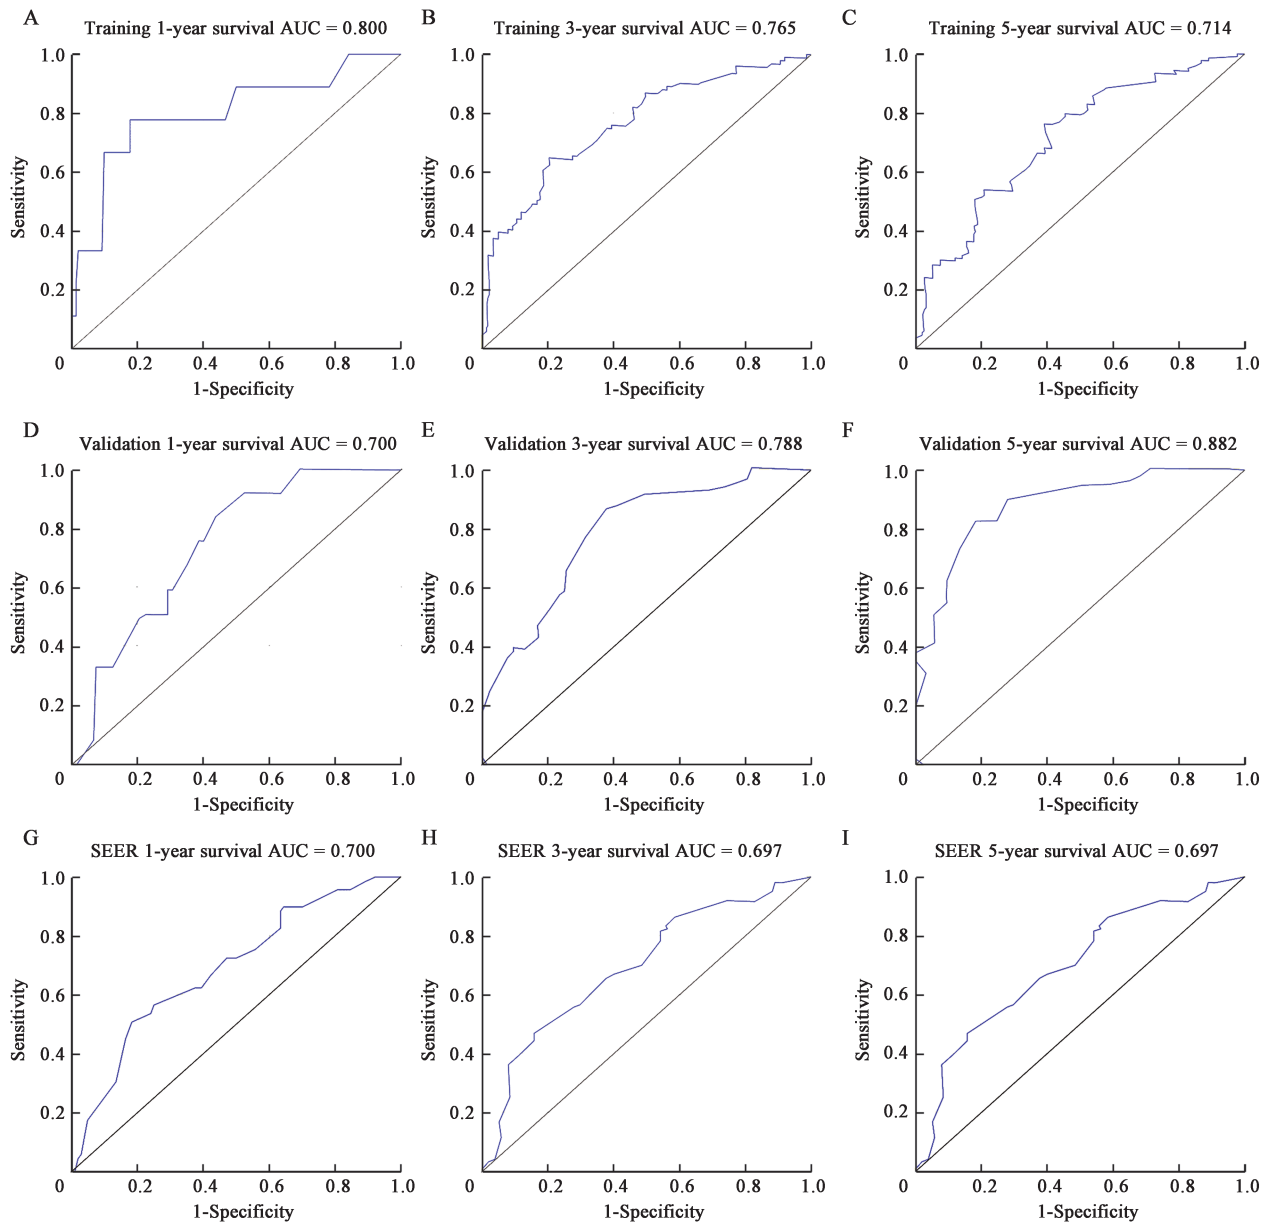 A
Training 1-year survival AUC = 0.800
1.0
0.8
0.6
0.4
0.2
0
0.2
0.4
0.6
0.8
1.0
Sensitivity
1-Specificity
B
Training 3-year survival AUC = 0.765
1.0
0.8
0.6
0.4
0.2
0
0.2
0.4
0.6
0.8
1.0
Sensitivity
1-Specificity
C
Training 5-year survival AUC = 0.714
1.0
0.8
0.6
0.4
0.2
0
0.2
0.4
0.6
0.8
1.0
Sensitivity
1-Specificity
D
Validation 1-year survival AUC = 0.700
1.0
0.8
0.6
0.4
0.2
0
0.2
0.4
0.6
0.8
1.0
Sensitivity
1-Specificity
E
Validation 3-year survival AUC = 0.788
1.0
0.8
0.6
0.4
0.2
0
0.2
0.4
0.6
0.8
1.0
Sensitivity
1-Specificity
F
Validation 5-year survival AUC = 0.882
1.0
0.8
0.6
0.4
0.2
0
0.2
0.4
0.6
0.8
1.0
Sensitivity
1-Specificity
G
SEER 1-year survival AUC = 0.700
1.0
0.8
0.6
0.4
0.2
0
0.2
0.4
0.6
0.8
1.0
Sensitivity
1-Specificity
H
SEER 3-year survival AUC = 0.697
1.0
0.8
0.6
0.4
0.2
0
0.2
0.4
0.6
0.8
1.0
Sensitivity
1-Specificity
I
SEER 5-year survival AUC = 0.697
1.0
0.8
0.6
0.4
0.2
0
0.2
0.4
0.6
0.8
1.0
Sensitivity
1-Specificity